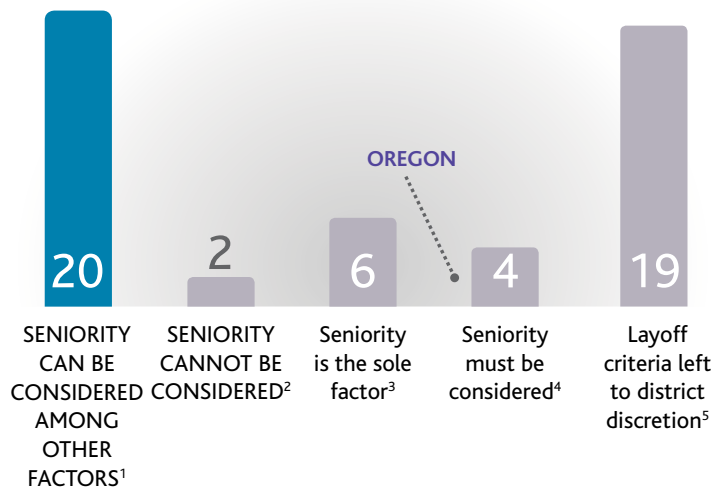 OREGON
20
2
6
4
19
SENIORITY
CAN BE
CONSIDERED
AMONG
OTHER
FACTORS¹
SENIORITY
CANNOT BE
CONSIDERED²
Seniority
is the sole
factor³
Seniority
must be
considered⁴
Layoff
criteria left
to district
discretion⁵